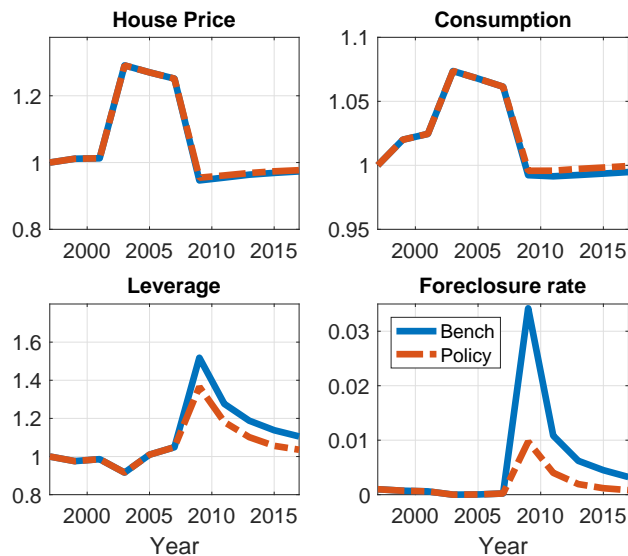 House Price
Consumption
1.2
1
0.8
2000 2005 2010 2015
1.1
1.05
1
0.95
2000 2005 2010 2015
Leverage
Foreclosure rate
1.6
1.4
1.2
1
0.8
2000 2005 2010 2015
Year
0.03
0.02
0.01
0
Bench
Policy
2000 2005 2010 2015
Year